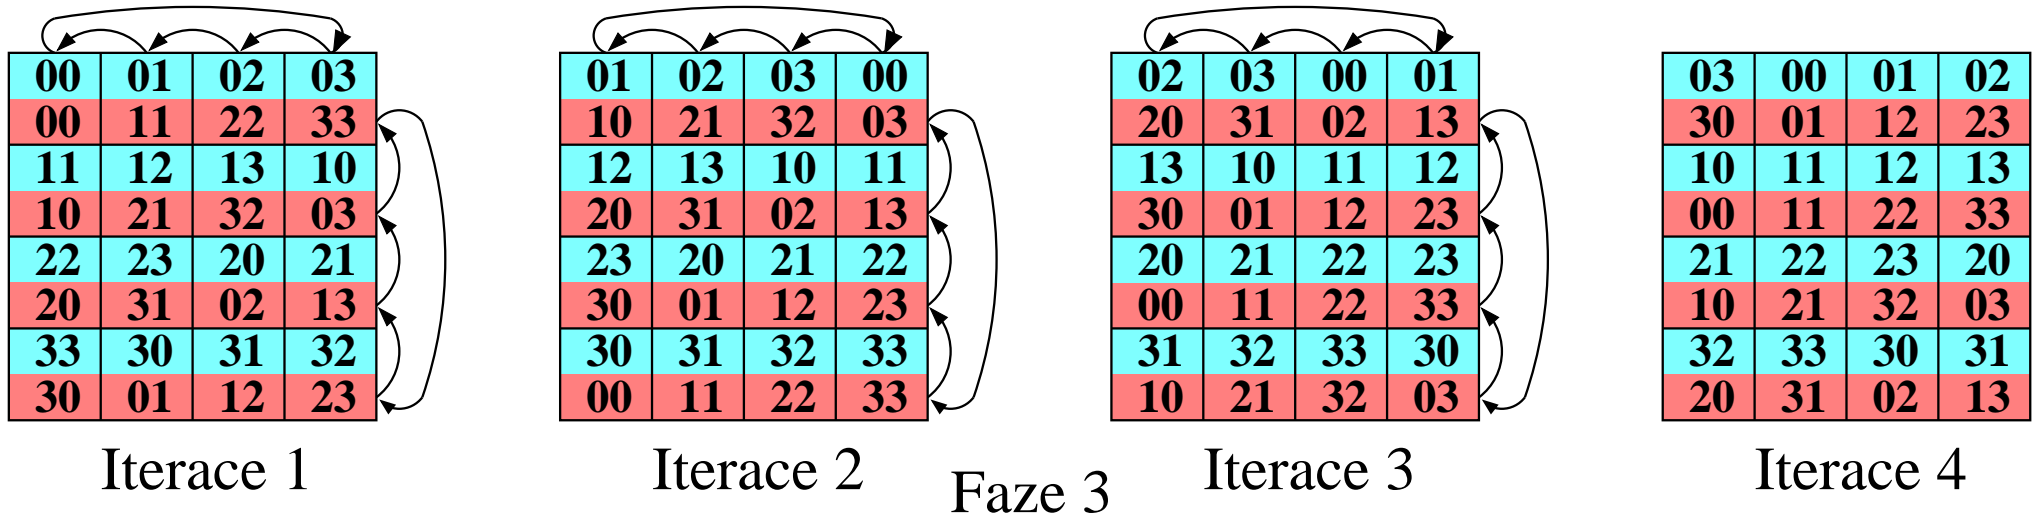 00 01 02 03
00 11 22 33
11 12 13 10
10 21 32 03
22 23 20 21
20 31 02 13
33 30 31 32
30 01 12 23
Iterace 1
01 02 03 00
10 21 32 03
12 13 10 11
20 31 02 13
23 20 21 22
30 01 12 23
30 31 32 33
00 11 22 33
Iterace 2
02 03 00 01
20 31 02 13
13 10 11 12
30 01 12 23
20 21 22 23
00 11 22 33
31 32 33 30
10 21 32 03
Iterace 3
03 00 01 02
30 01 12 23
10 11 12 13
00 11 22 33
21 22 23 20
10 21 32 03
32 33 30 31
20 31 02 13
Iterace 4
Faze 3